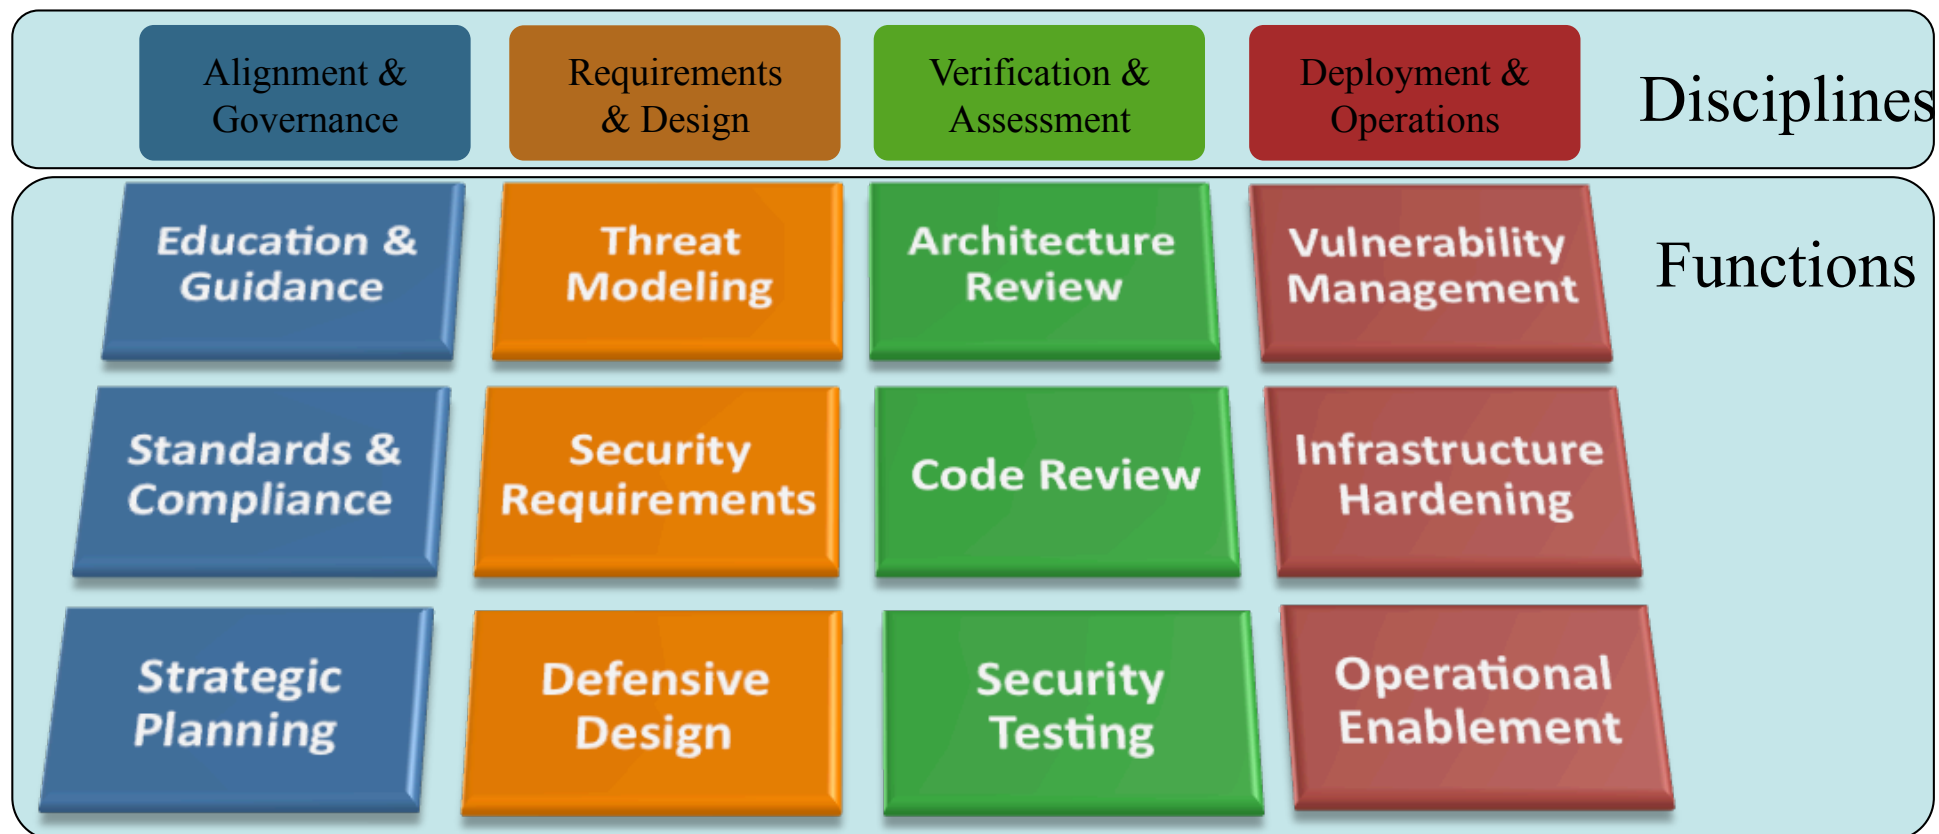 Alignment &
Governance
Requirements
& Design
Verification &
Assessment
Deployment &
Operations
Disciplines
Education &
Guidance
Threat
Modeling
Architecture
Review
Vulnerability
Management
Functions
Standards &
Compliance
Security
Requirements
Code Review
Infrastructure
Hardening
Strategic
Planning
Defensive
Design
Security
Testing
Operational
Enablement